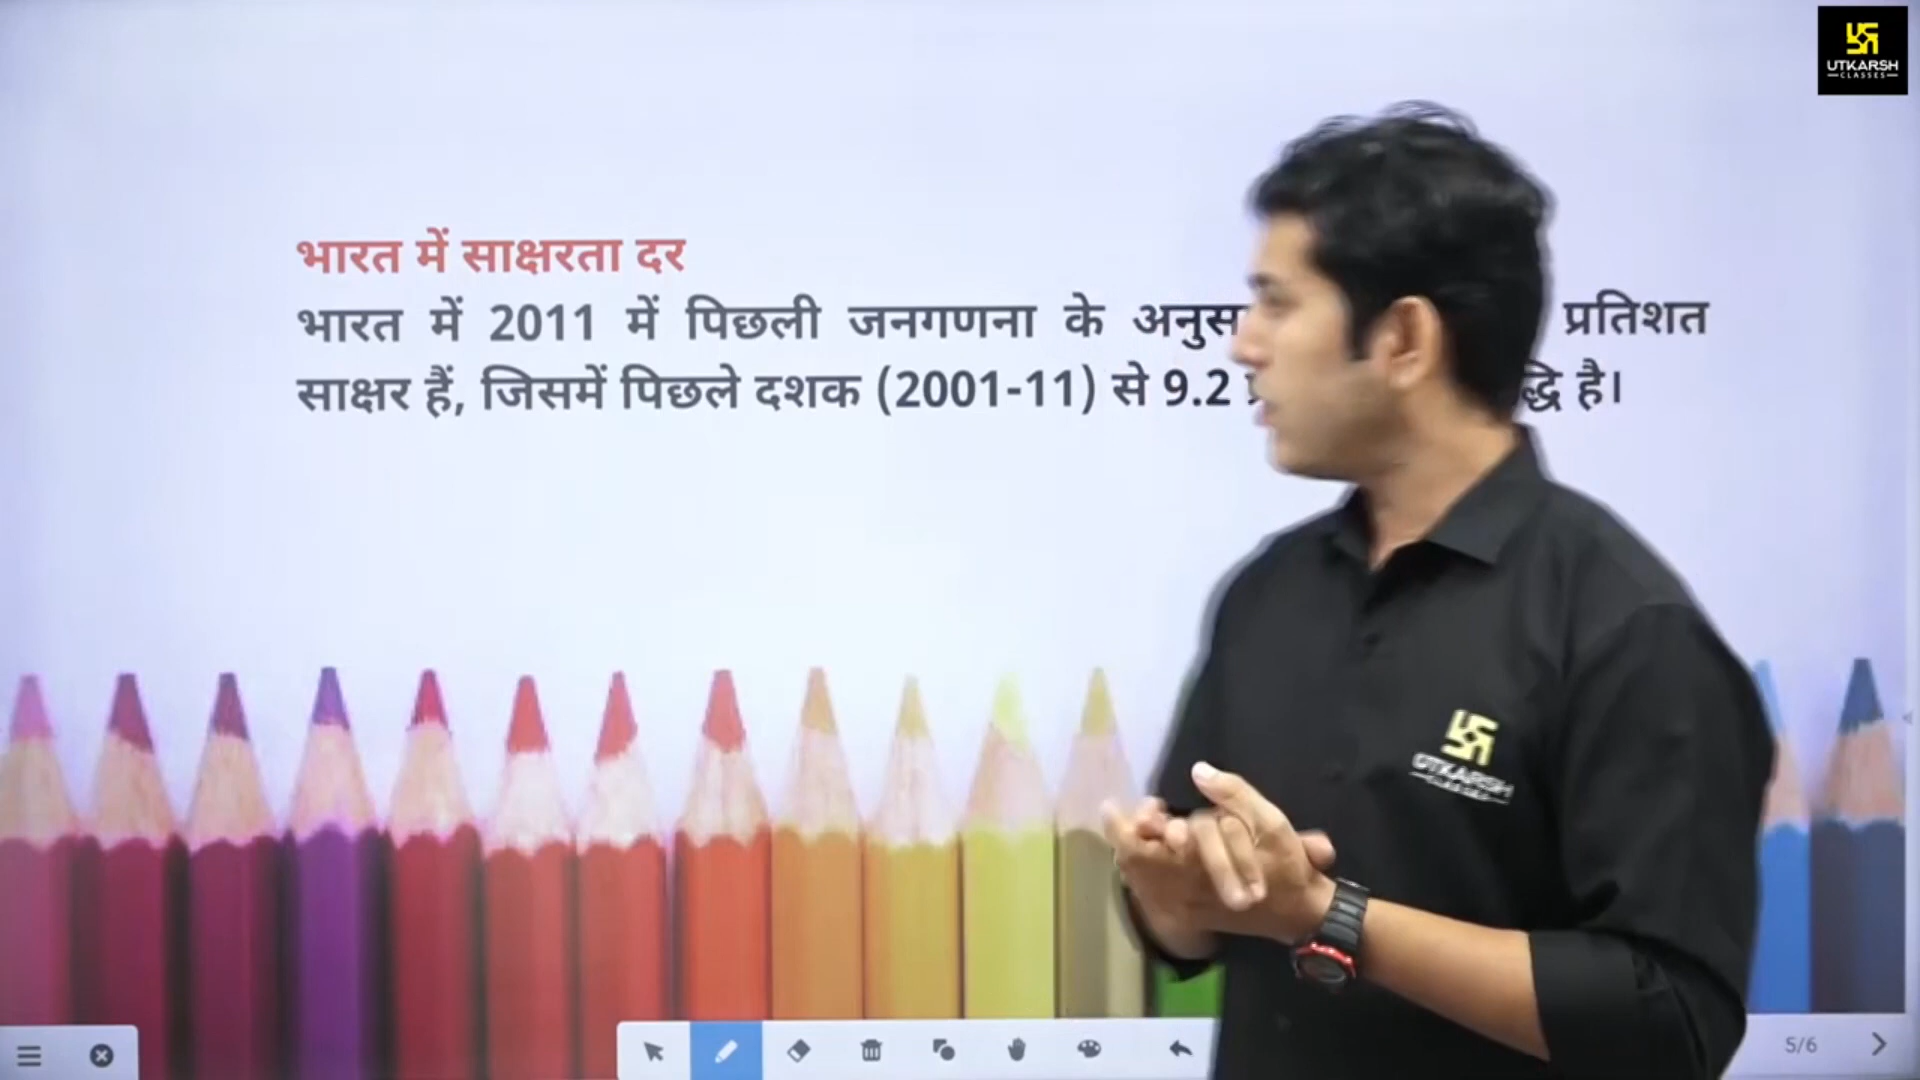 UTKARSH
CLASSES
भारत में साक्षरता दर
भारत में 2011 में पिछली जनगणना के प्रतिशत
साक्षर हैं, जिसमें पिछले दशक (2001-11) से 9.2 है।
UTKARSH
CLASSES
5/6